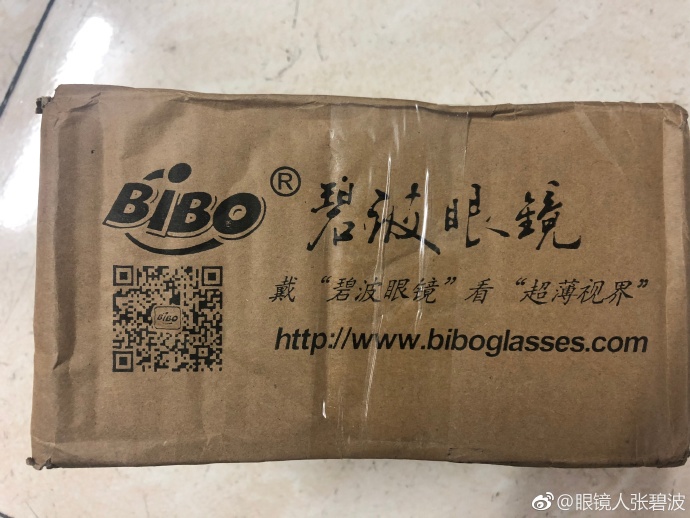 BiBO® 碧波眼镜
BiBO
戴“碧波眼镜”看“超薄视界”
http://www.biboglasses.com
@眼镜人张碧波